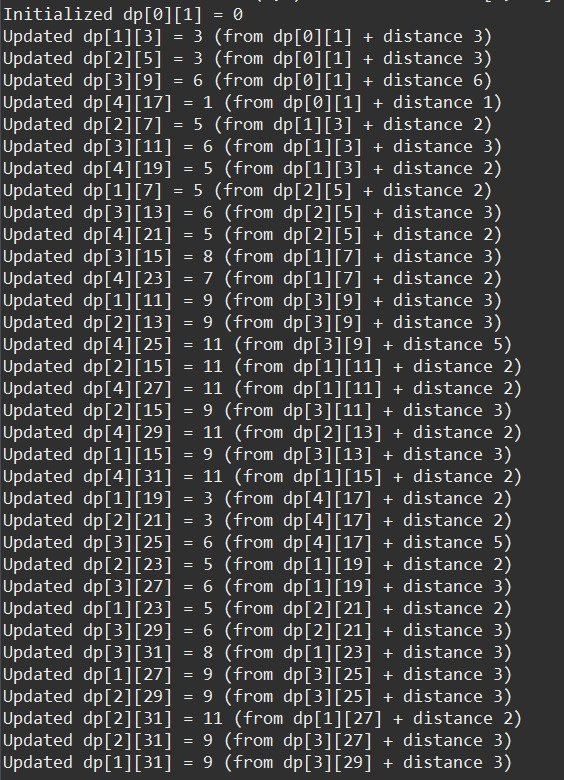 Initialized dp[0][1] = 0
Updated dp[1][3] = 3 (from dp[0][1] + distance 3)
Updated dp[2][5] = 3 (from dp[0][1] + distance 3)
Updated dp[3][9] = 6 (from dp[0][1] + distance 6)
Updated dp[4][17] = 1 (from dp[0][1] + distance 1)
Updated dp[2][7] = 5 (from dp[1][3] + distance 2)
Updated dp[3][11] = 6 (from dp[1][3] + distance 3)
Updated dp[4][19] = 5 (from dp[1][3] + distance 2)
Updated dp[1][7] = 5 (from dp[2][5] + distance 2)
Updated dp[3][13] = 6 (from dp[2][5] + distance 3)
Updated dp[4][21] = 5 (from dp[2][5] + distance 2)
Updated dp[3][15] = 8 (from dp[1][7] + distance 3)
Updated dp[4][23] = 7 (from dp[1][7] + distance 2)
Updated dp[1][11] = 9 (from dp[3][9] + distance 3)
Updated dp[2][13] = 9 (from dp[3][9] + distance 3)
Updated dp[4][25] = 11 (from dp[3][9] + distance 5)
Updated dp[2][15] = 11 (from dp[1][11] + distance 2)
Updated dp[4][27] = 11 (from dp[1][11] + distance 2)
Updated dp[2][15] = 9 (from dp[3][11] + distance 3)
Updated dp[4][29] = 11 (from dp[2][13] + distance 2)
Updated dp[1][15] = 9 (from dp[3][13] + distance 3)
Updated dp[4][31] = 11 (from dp[1][15] + distance 2)
Updated dp[1][19] = 3 (from dp[4][17] + distance 2)
Updated dp[2][21] = 3 (from dp[4][17] + distance 2)
Updated dp[3][25] = 6 (from dp[4][17] + distance 5)
Updated dp[2][23] = 5 (from dp[1][19] + distance 2)
Updated dp[3][27] = 6 (from dp[1][19] + distance 3)
Updated dp[1][23] = 5 (from dp[2][21] + distance 2)
Updated dp[3][29] = 6 (from dp[2][21] + distance 3)
Updated dp[3][31] = 8 (from dp[1][23] + distance 3)
Updated dp[1][27] = 9 (from dp[3][25] + distance 3)
Updated dp[2][29] = 9 (from dp[3][25] + distance 3)
Updated dp[2][31] = 11 (from dp[1][27] + distance 2)
Updated dp[2][31] = 9 (from dp[3][27] + distance 3)
Updated dp[1][31] = 9 (from dp[3][29] + distance 3)